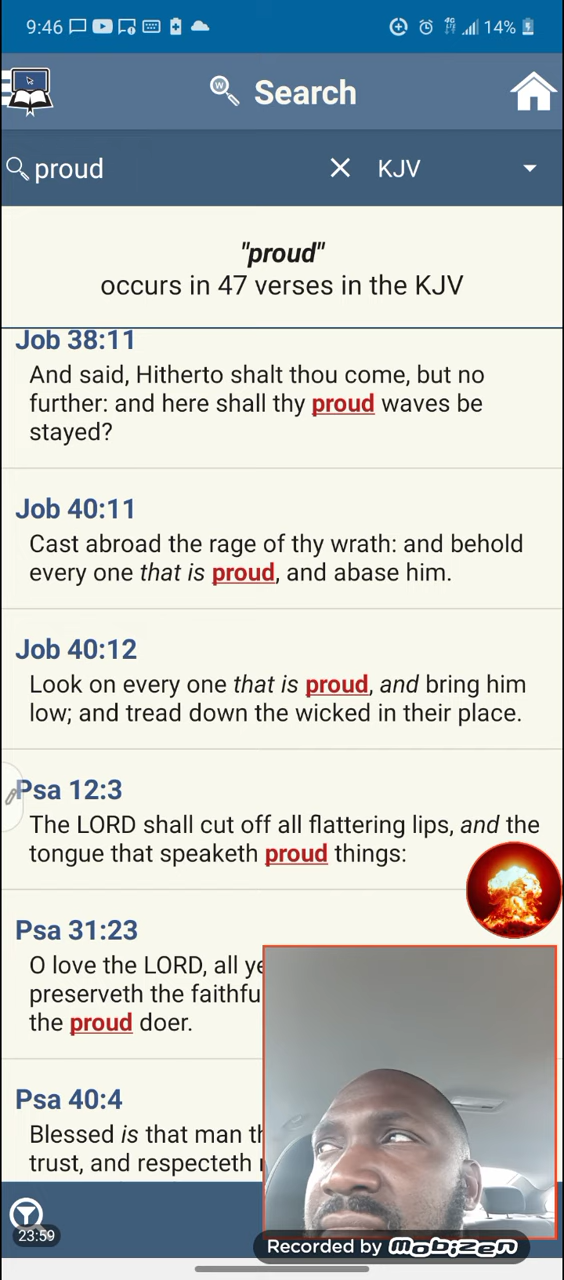 9:46
4G
14%
W
Search
proud
KJV
"proud"
occurs in 47 verses in the KJV
Job 38:11
And said, Hitherto shalt thou come, but no
further: and here shall thy proud waves be
stayed?
Job 40:11
Cast abroad the rage of thy wrath: and behold
every one that is proud, and abase him.
Job 40:12
Look on every one that is proud, and bring him
low; and tread down the wicked in their place.
Psa 12:3
The LORD shall cut off all flattering lips, and the
tongue that speaketh proud things:
Psa 31:23
O love the LORD, all ye
preserveth the faithfu
the proud doer.
Psa 40:4
Blessed is that man th
trust, and respecteth
23:59
Recorded by Mobizen